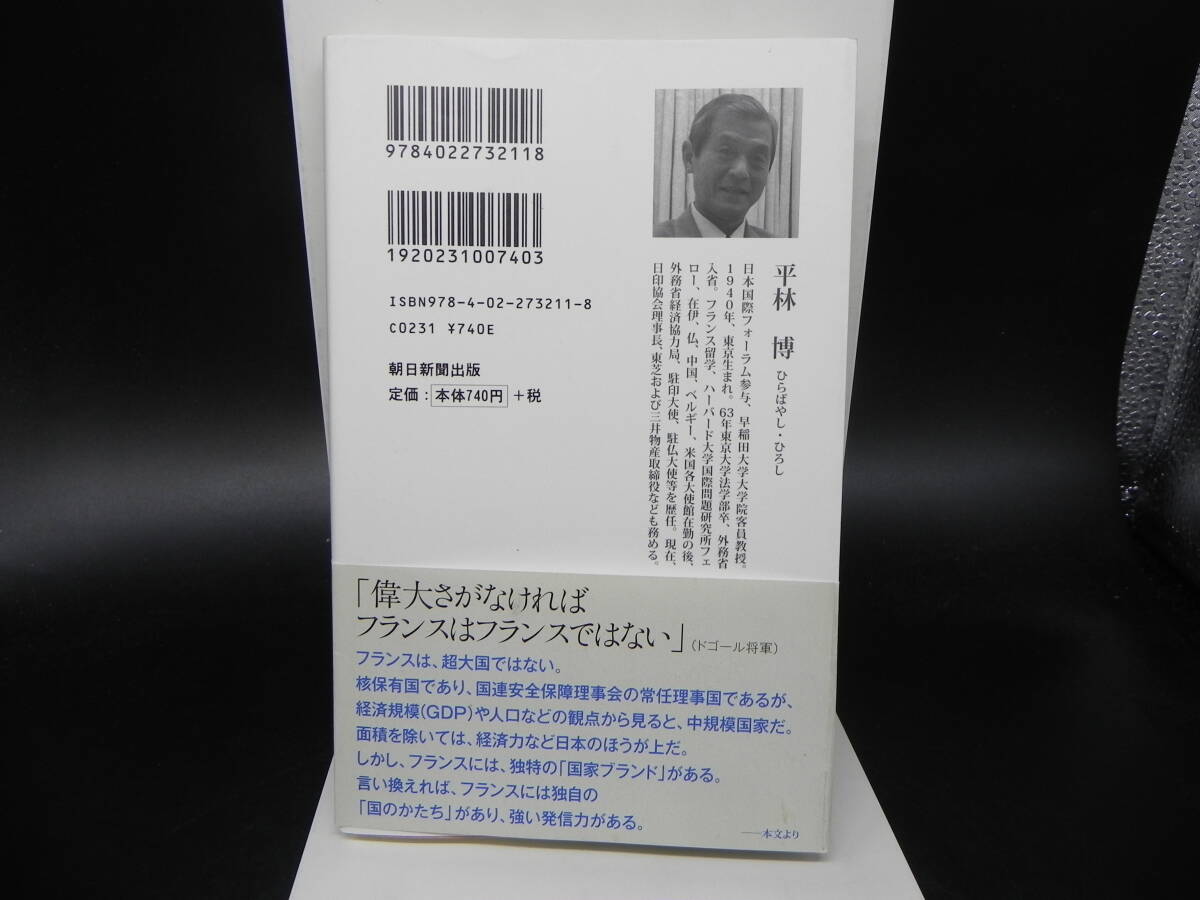 9784022732118
1920231007403
ISBN978-4-02-273211-8
C0231 ¥740E
朝日新聞出版
定価：本体740円＋税
平林 博 ひらばやし・ひろし
日本国際フォーラム参与、早稲田大学大学院客員教授。
1940年、東京生まれ。63年東京大学法学部卒、外務省
入省。フランス留学、ハーバード大学国際問題研究所フェ
ロー、在伊、仏、中国、ベルギー、米国各大使館在勤の後、
外務省経済協力局、駐印大使、駐仏大使等を歴任。現在、
日印協会理事長、東芝および三井物産取締役なども務める。
「偉大さがなければ
フランスはフランスではない」（ドゴール将軍）
フランスは、超大国ではない。
核保有国であり、国連安全保障理事会の常任理事国であるが、
経済規模（GDP）や人口などの観点から見ると、中規模国家だ。
面積を除いては、経済力など日本のほうが上だ。
しかし、フランスには、独特の「国家ブランド」がある。
言い換えれば、フランスには独自の
「国のかたち」があり、強い発信力がある。
——本文より